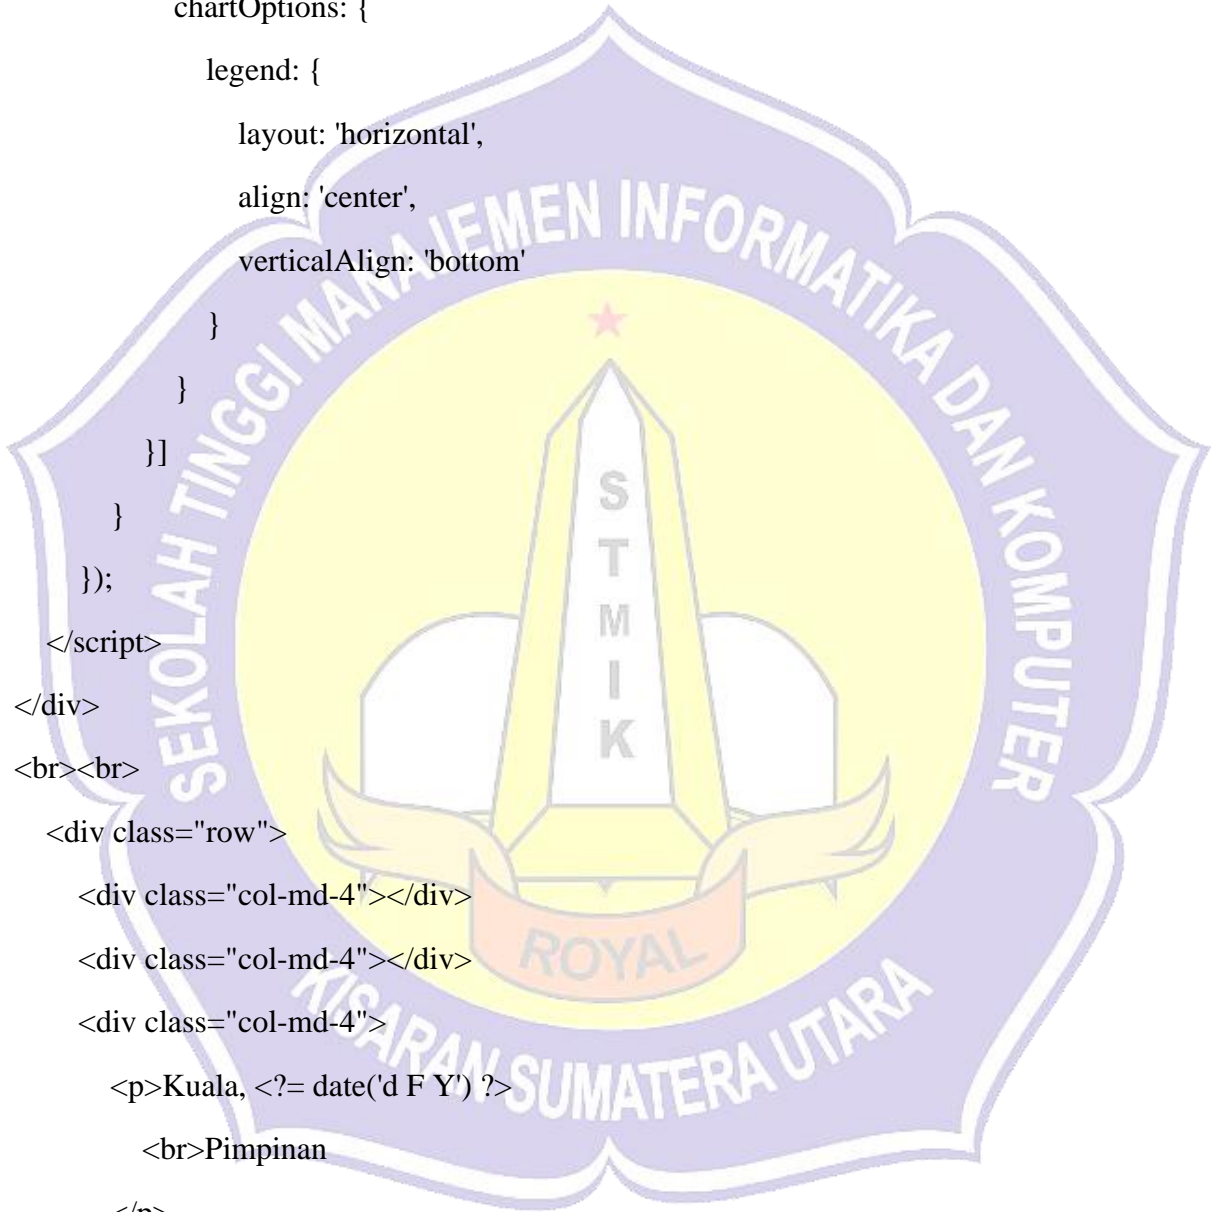 chartOptions: {
legend: {
layout: 'horizontal',
align: 'center',
verticalAlign: 'bottom'
}
}
}]
}
});
</script>
</div>
<br><br>
<div class="row">
<div class="col-md-4"></div>
<div class="col-md-4"></div>
<div class="col-md-4">
<p>Kuala, <?= date('d F Y') ?>
<br>Pimpinan
</p>
SEKOLAH TINGGI MANAJEMEN INFORMATIKA DAN KOMPUTER
STMIK
ROYAL
KISARAN SUMATERA UTARA